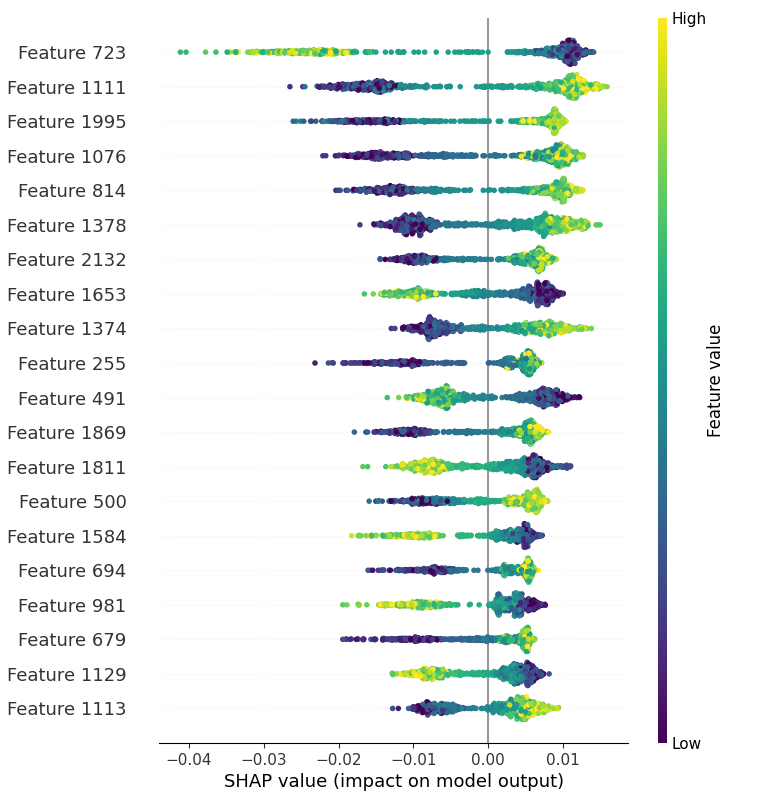 High
Feature 723
Feature 1111
Feature 1995
Feature 1076
Feature 814
Feature 1378
Feature 2132
Feature 1653
Feature 1374
Feature 255
Feature 491
Feature 1869
Feature 1811
Feature 500
Feature 1584
Feature 694
Feature 981
Feature 679
Feature 1129
Feature 1113
Feature value
Low
−0.04 −0.03 −0.02 −0.01 0.00 0.01
SHAP value (impact on model output)